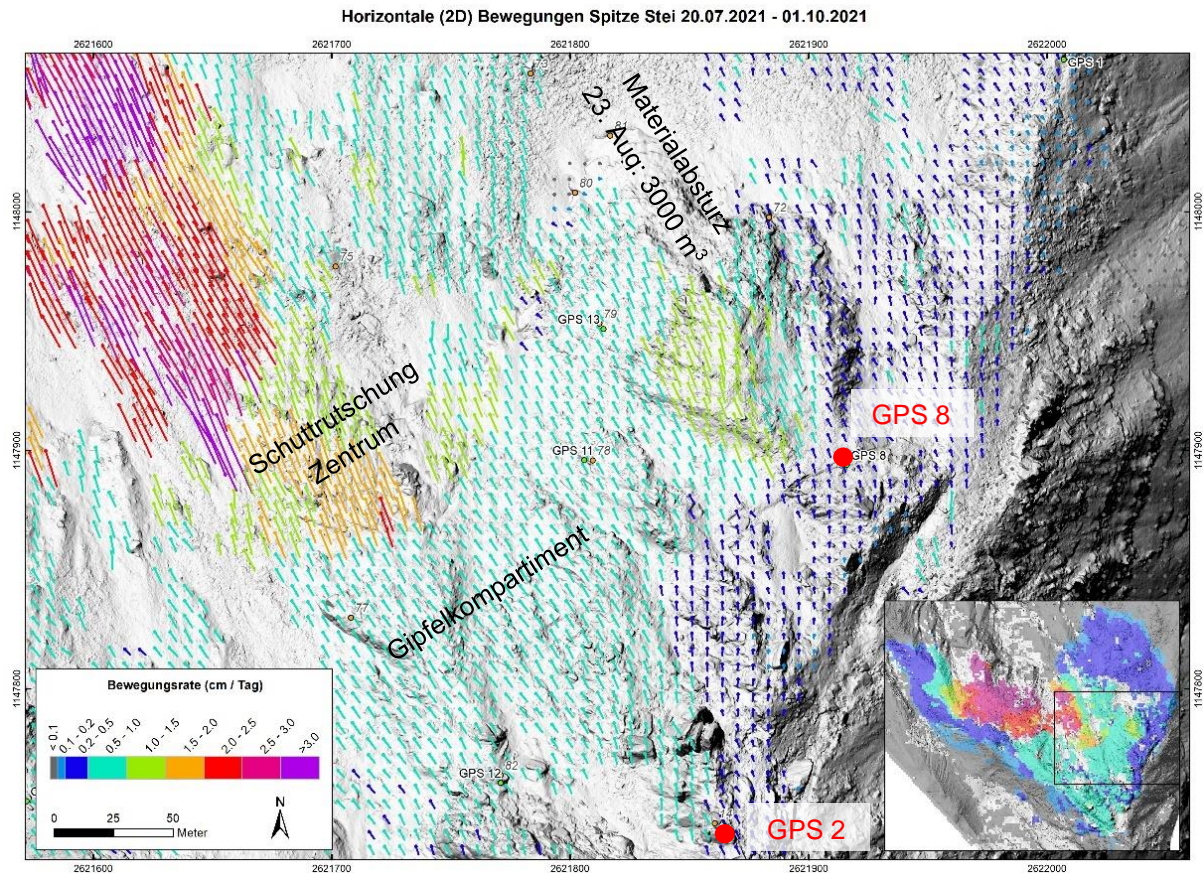 Horizontale (2D) Bewegungen Spitze Stei 20.07.2021 - 01.10.2021
2621600
2621700
2621800
2621900
2622000
GPS 1
73
Materialabsturz
23. Aug: 3000 m³
81
80
72
1148000
1148000
75
GPS 13
79
GPS 8
Schuttrutschung
Zentrum
GPS 11
78
GPS 8
1147900
1147900
Gipfelkompartiment
77
1147800
1147800
Bewegungsrate (cm / Tag)
< 0.1
0.1 - 0.2
0.2 - 0.5
0.5 - 1.0
1.0 - 1.5
1.5 - 2.0
2.0 - 2.5
2.5 - 3.0
>3.0
0
25
50
Meter
N
GPS 12
82
GPS 2
2621600
2621700
2621800
2621900
2622000